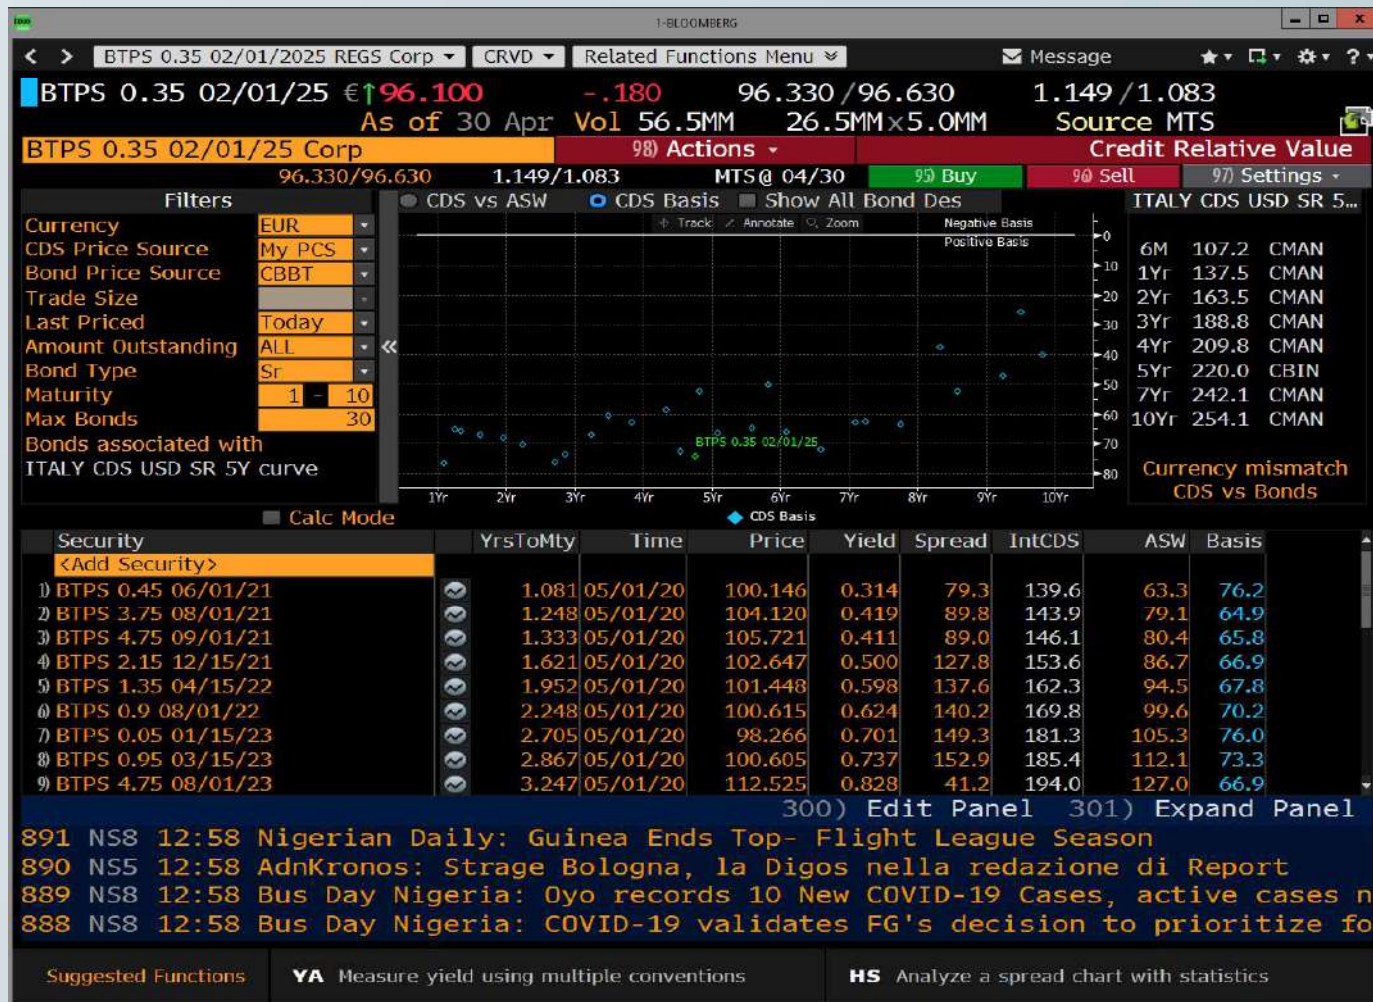 1-BLOOMBERG
BTPS 0.35 02/01/2025 REGS Corp CRVD Related Functions Menu Message
BTPS 0.35 02/01/25 €↑96.100 -.180 96.330/96.630 1.149/1.083
As of 30 Apr Vol 56.5MM 26.5MMx5.0MM Source MTS
BTPS 0.35 02/01/25 Corp 98) Actions Credit Relative Value
96.330/96.630 1.149/1.083 MTS@ 04/30 95) Buy 96) Sell 97) Settings
Filters CDS vs ASW CDS Basis Show All Bond Des ITALY CDS USD SR 5...
Track Annotate Zoom
Negative Basis
Positive Basis
Currency EUR
CDS Price Source My PCS
Bond Price Source CBBT
Trade Size
Last Priced Today
Amount Outstanding ALL
Bond Type Sr
Maturity 1 - 10
Max Bonds 30
Bonds associated with
ITALY CDS USD SR 5Y curve
BTPS 0.35 02/01/25
0
10
20
30
40
50
60
70
80
1Yr 2Yr 3Yr 4Yr 5Yr 6Yr 7Yr 8Yr 9Yr 10Yr
6M 107.2 CMAN
1Yr 137.5 CMAN
2Yr 163.5 CMAN
3Yr 188.8 CMAN
4Yr 209.8 CMAN
5Yr 220.0 CBIN
7Yr 242.1 CMAN
10Yr 254.1 CMAN
Currency mismatch
CDS vs Bonds
Calc Mode CDS Basis
Security YrsToMty Time Price Yield Spread IntCDS ASW Basis
<Add Security>
1) BTPS 0.45 06/01/21 1.081 05/01/20 100.146 0.314 79.3 139.6 63.3 76.2
2) BTPS 3.75 08/01/21 1.248 05/01/20 104.120 0.419 89.8 143.9 79.1 64.9
3) BTPS 4.75 09/01/21 1.333 05/01/20 105.721 0.411 89.0 146.1 80.4 65.8
4) BTPS 2.15 12/15/21 1.621 05/01/20 102.647 0.500 127.8 153.6 86.7 66.9
5) BTPS 1.35 04/15/22 1.952 05/01/20 101.448 0.598 137.6 162.3 94.5 67.8
6) BTPS 0.9 08/01/22 2.248 05/01/20 100.615 0.624 140.2 169.8 99.6 70.2
7) BTPS 0.05 01/15/23 2.705 05/01/20 98.266 0.701 149.3 181.3 105.3 76.0
8) BTPS 0.95 03/15/23 2.867 05/01/20 100.605 0.737 152.9 185.4 112.1 73.3
9) BTPS 4.75 08/01/23 3.247 05/01/20 112.525 0.828 41.2 194.0 127.0 66.9
300) Edit Panel 301) Expand Panel
891 NS8 12:58 Nigerian Daily: Guinea Ends Top- Flight League Season
890 NS5 12:58 AdnKronos: Strage Bologna, la Digos nella redazione di Report
889 NS8 12:58 Bus Day Nigeria: Oyo records 10 New COVID-19 Cases, active cases n
888 NS8 12:58 Bus Day Nigeria: COVID-19 validates FG's decision to prioritize fo
Suggested Functions YA Measure yield using multiple conventions HS Analyze a spread chart with statistics